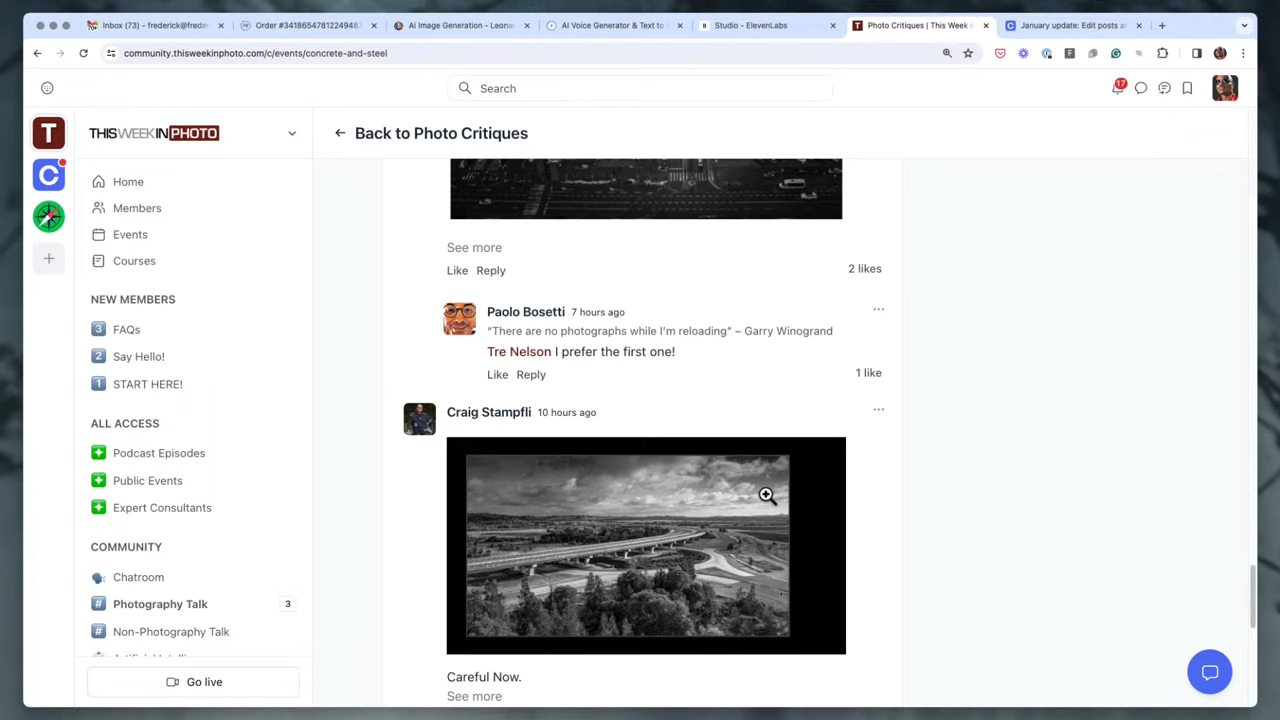 Inbox (73) - frederick@freder
Order #3418654781224948
Ai Image Generation - Leona
AI Voice Generator & Text to
Studio - ElevenLabs
Photo Critiques | This Week I
January update: Edit posts a
community.thisweekinphoto.com/c/events/concrete-and-steel
Search
17
T
THISWEEKINPHOTO
Back to Photo Critiques
Home
Members
Events
Courses
NEW MEMBERS
3 FAQs
2 Say Hello!
1 START HERE!
ALL ACCESS
Podcast Episodes
Public Events
Expert Consultants
COMMUNITY
Chatroom
# Photography Talk 3
# Non-Photography Talk
Go live
See more
Like Reply 2 likes
Paolo Bosetti 7 hours ago
“There are no photographs while I’m reloading” – Garry Winogrand
Tre Nelson I prefer the first one!
Like Reply 1 like
Craig Stampfli 10 hours ago
Careful Now.
See more